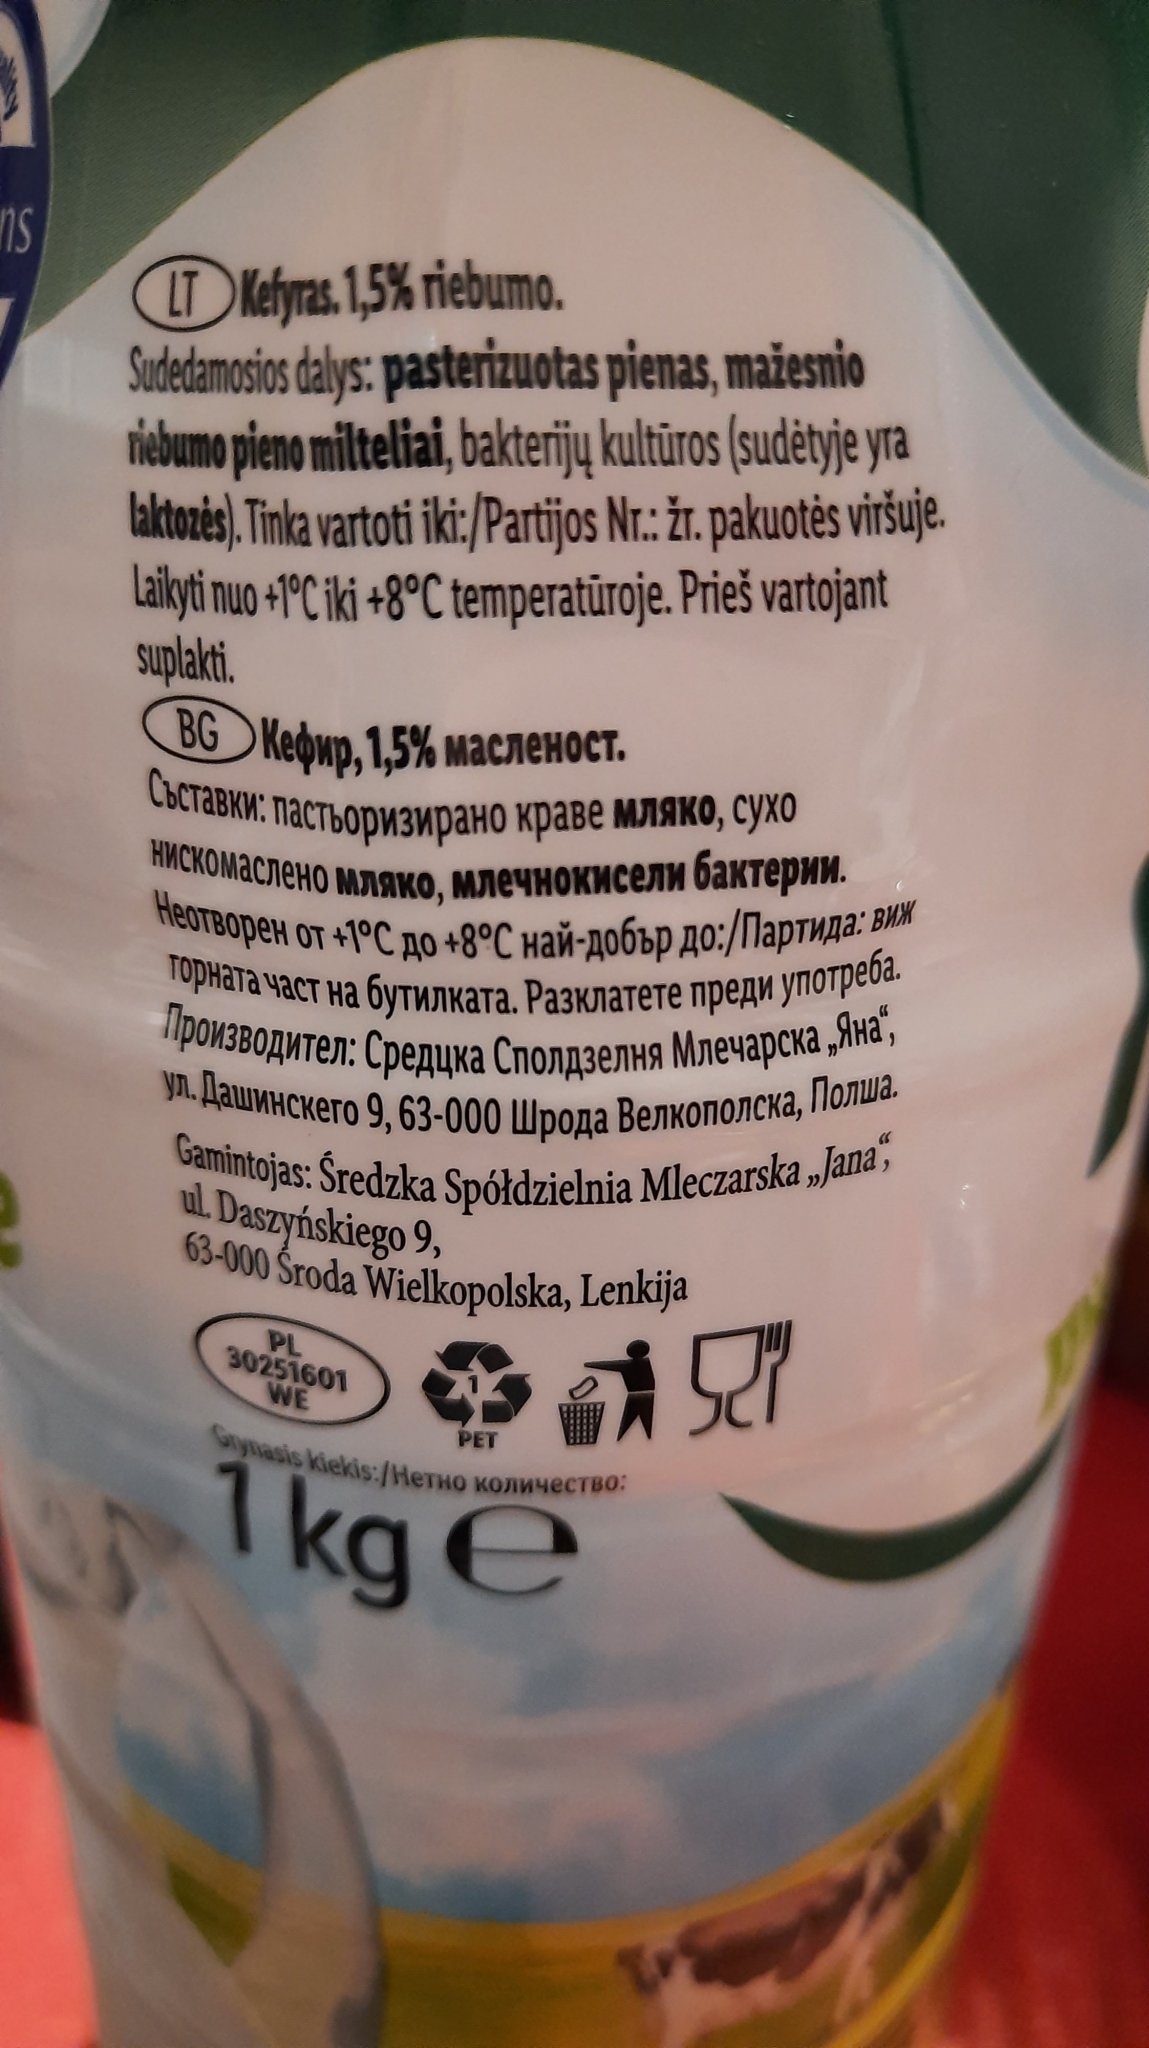 ns
LT Kefyras. 1,5% riebumo.
Sudedamosios dalys: pasterizuotas pienas, mažesnio
riebumo pieno milteliai, bakterijų kultūros (sudėtyje yra
laktozės). Tinka vartoti iki:/Partijos Nr.: žr. pakuotės viršuje.
Laikyti nuo +1°C iki +8°C temperatūroje. Prieš vartojant
suplakti.
BG Кефир, 1,5% масленост.
Съставки: пастьоризирано краве мляко, сухо
нискомаслено мляко, млечнокисели бактерии.
Неотворен от +1°C до +8°C най-добър до:/Партида: виж
горната част на бутилката. Разклатете преди употреба.
Производител: Средцка Сполдзелня Млечарска „Яна“,
ул. Дашинскего 9, 63-000 Шрода Велкополска, Полша.
Gamintojas: Średzka Spółdzielnia Mleczarska „Jana“,
ul. Daszyńskiego 9,
63-000 Środa Wielkopolska, Lenkija
PL
30251601
WE
1
PET
Grynasis kiekis:/Нетно количество:
1 kg e